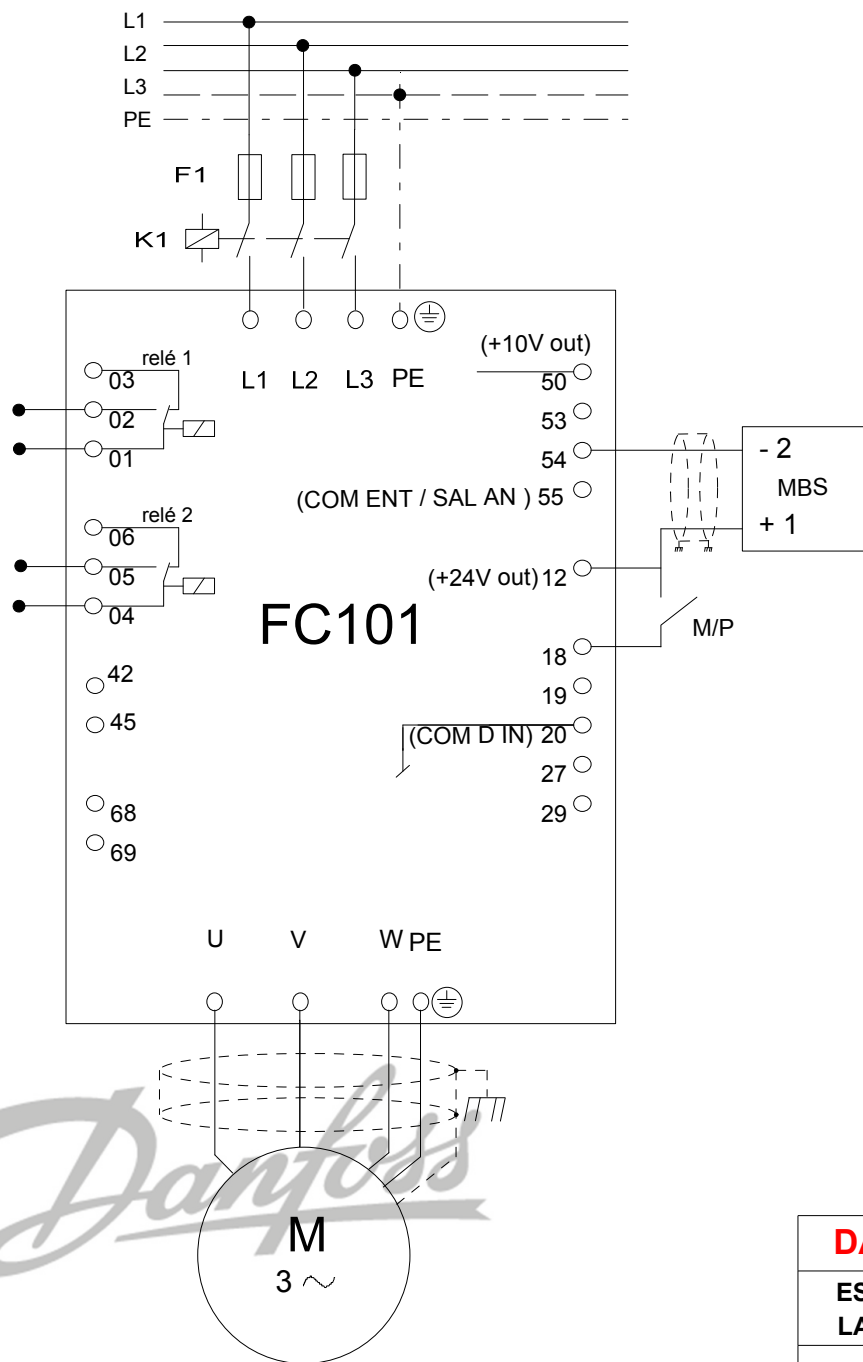 L1
L2
L3
PE
F1
K1
L1 L2 L3 PE
relé 1
03
02
01
relé 2
06
05
04
42
45
68
69
FC101
(+10V out)
50
53
54
(COM ENT / SAL AN ) 55
(+24V out) 12
18
19
(COM D IN) 20
27
29
- 2
MBS
+ 1
M/P
U V W PE
Danfoss
M
3
DA
ES
LA